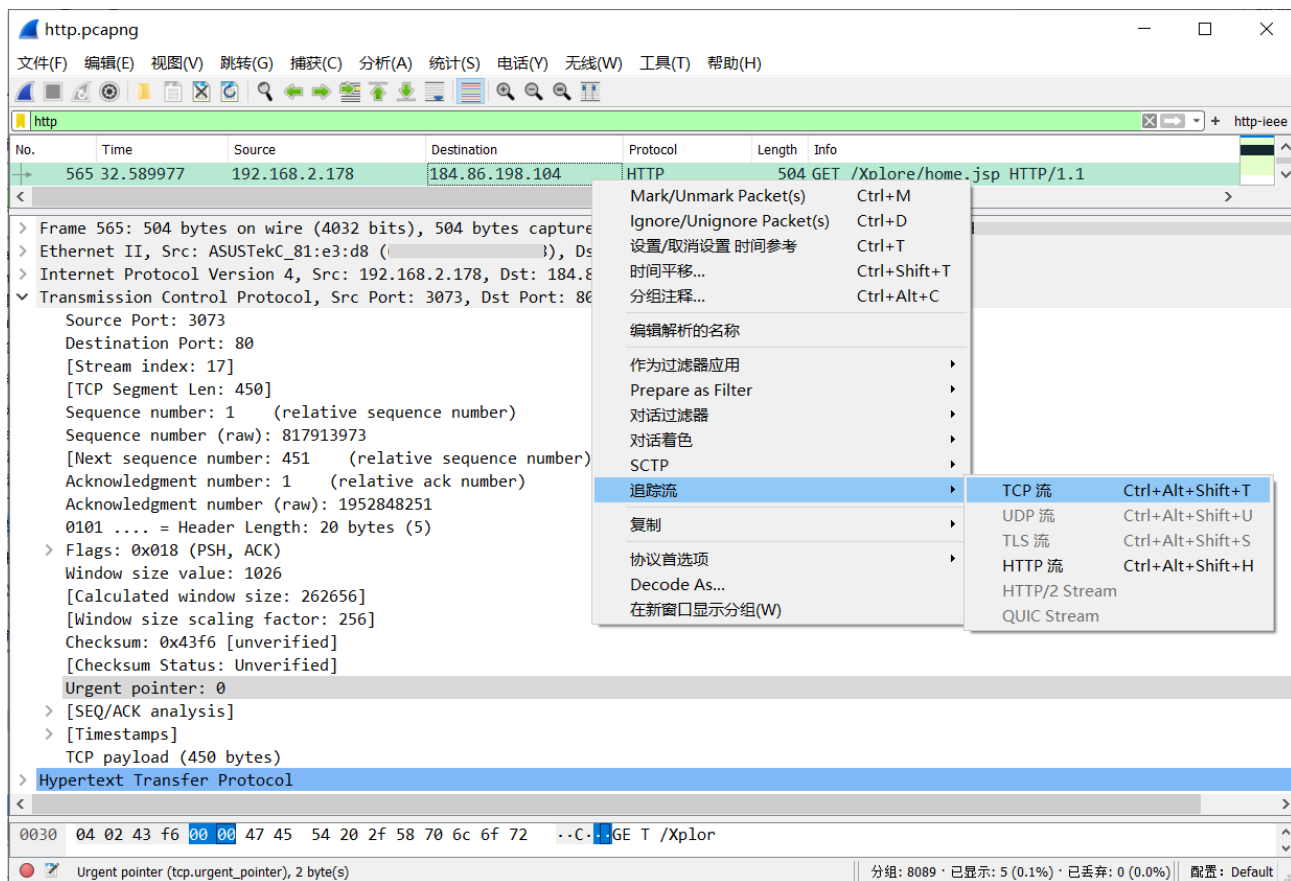 http.pcapng
文件(F) 编辑(E) 视图(V) 跳转(G) 捕获(C) 分析(A) 统计(S) 电话(Y) 无线(W) 工具(T) 帮助(H)
http
+ http-ieee
No. Time Source Destination Protocol Length Info
565 32.589977 192.168.2.178 184.86.198.104 HTTP 504 GET /Xplore/home.jsp HTTP/1.1
Frame 565: 504 bytes on wire (4032 bits), 504 bytes capture
Ethernet II, Src: ASUSTekC_81:e3:d8 ( ), Ds
Internet Protocol Version 4, Src: 192.168.2.178, Dst: 184.8
Transmission Control Protocol, Src Port: 3073, Dst Port: 80
Source Port: 3073
Destination Port: 80
[Stream index: 17]
[TCP Segment Len: 450]
Sequence number: 1 (relative sequence number)
Sequence number (raw): 817913973
[Next sequence number: 451 (relative sequence number)
Acknowledgment number: 1 (relative ack number)
Acknowledgment number (raw): 1952848251
0101 .... = Header Length: 20 bytes (5)
Flags: 0x018 (PSH, ACK)
Window size value: 1026
[Calculated window size: 262656]
[Window size scaling factor: 256]
Checksum: 0x43f6 [unverified]
[Checksum Status: Unverified]
Urgent pointer: 0
[SEQ/ACK analysis]
[Timestamps]
TCP payload (450 bytes)
Hypertext Transfer Protocol
Mark/Unmark Packet(s) Ctrl+M
Ignore/Unignore Packet(s) Ctrl+D
设置/取消设置 时间参考 Ctrl+T
时间平移... Ctrl+Shift+T
分组注释... Ctrl+Alt+C
编辑解析的名称
作为过滤器应用
Prepare as Filter
对话过滤器
对话着色
SCTP
追踪流
复制
协议首选项
Decode As...
在新窗口显示分组(W)
TCP 流 Ctrl+Alt+Shift+T
UDP 流 Ctrl+Alt+Shift+U
TLS 流 Ctrl+Alt+Shift+S
HTTP 流 Ctrl+Alt+Shift+H
HTTP/2 Stream
QUIC Stream
0030 04 02 43 f6 00 00 47 45 54 20 2f 58 70 6c 6f 72 ··C···GE T /Xplor
Urgent pointer (tcp.urgent_pointer), 2 byte(s) 分组: 8089 · 已显示: 5 (0.1%) · 已丢弃: 0 (0.0%) 配置: Default